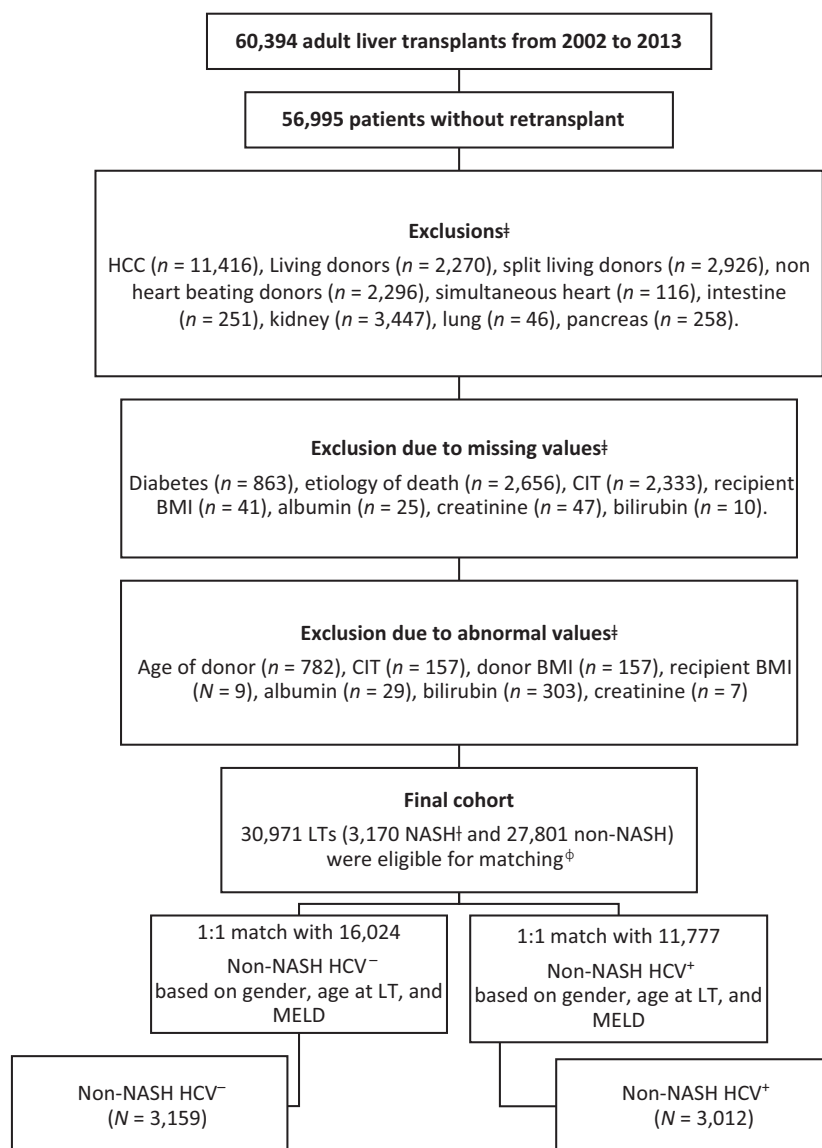 60,394 adult liver transplants from 2002 to 2013
56,995 patients without retransplant
Exclusions‡
HCC (n = 11,416), Living donors (n = 2,270), split living donors (n = 2,926), non
heart beating donors (n = 2,296), simultaneous heart (n = 116), intestine
(n = 251), kidney (n = 3,447), lung (n = 46), pancreas (n = 258).
Exclusion due to missing values‡
Diabetes (n = 863), etiology of death (n = 2,656), CIT (n = 2,333), recipient
BMI (n = 41), albumin (n = 25), creatinine (n = 47), bilirubin (n = 10).
Exclusion due to abnormal values‡
Age of donor (n = 782), CIT (n = 157), donor BMI (n = 157), recipient BMI
(N = 9), albumin (n = 29), bilirubin (n = 303), creatinine (n = 7)
Final cohort
30,971 LTs (3,170 NASH† and 27,801 non-NASH)
were eligible for matching⁠ᶲ
1:1 match with 16,024
Non-NASH HCV⁻
based on gender, age at LT, and
MELD
1:1 match with 11,777
Non-NASH HCV⁺
based on gender, age at LT, and
MELD
Non-NASH HCV⁻
(N = 3,159)
Non-NASH HCV⁺
(N = 3,012)